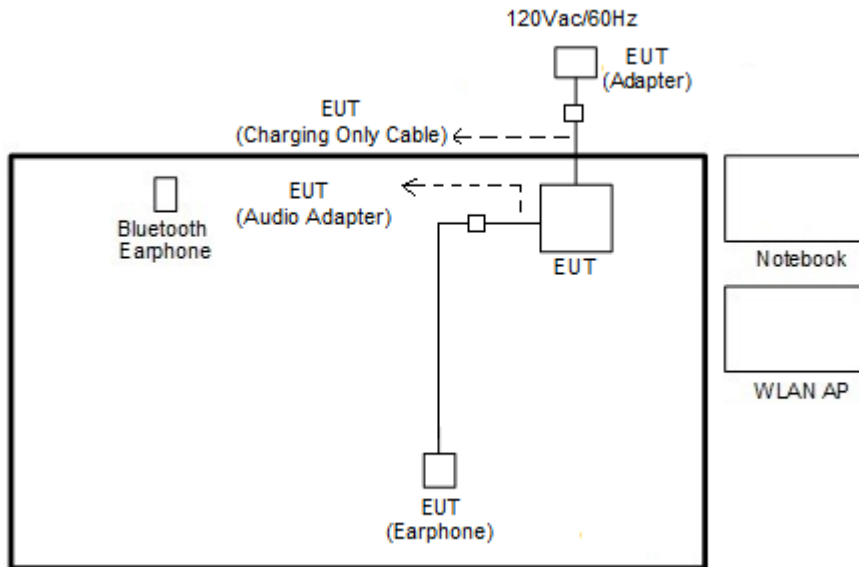 120Vac/60Hz
EUT
(Adapter)
EUT
(Charging Only Cable)
EUT
(Audio Adapter)
Bluetooth
Earphone
EUT
Notebook
WLAN AP
EUT
(Earphone)